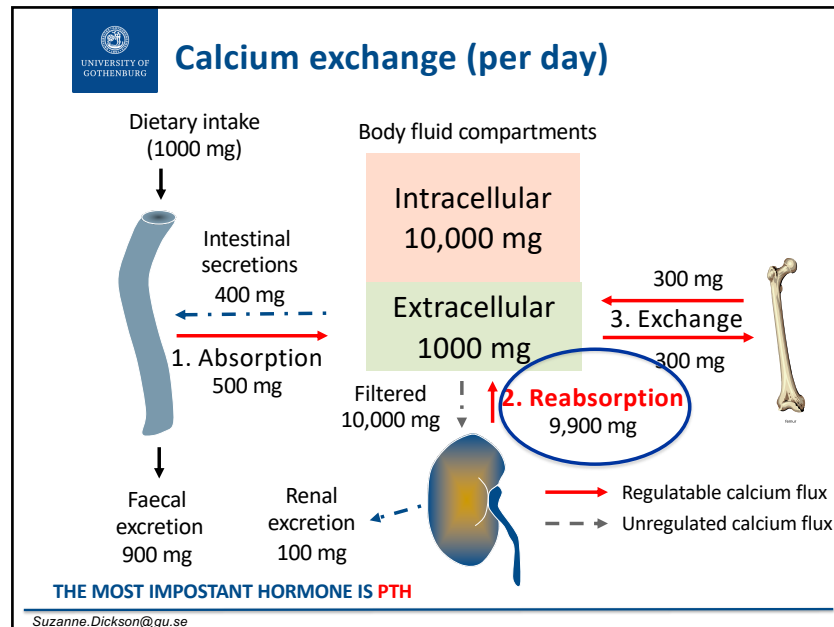 UNIVERSITY OF
GOTHENBURG
Calcium exchange (per day)
Dietary intake
(1000 mg)
Body fluid compartments
Intracellular
10,000 mg
Intestinal
secretions
400 mg
Extracellular
1000 mg
300 mg
3. Exchange
300 mg
1. Absorption
500 mg
Filtered
10,000 mg
2. Reabsorption
9,900 mg
Faecal
excretion
900 mg
Renal
excretion
100 mg
Regulatable calcium flux
Unregulated calcium flux
THE MOST IMPOSTANT HORMONE IS PTH
Suzanne.Dickson@gu.se